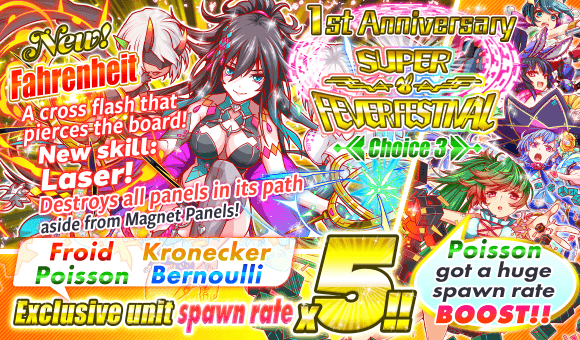 New!
Fahrenheit
A cross flash that
pierces the board!
New skill:
Laser!
Destroys all panels in its path
aside from Magnet Panels!
1st Anniversary
SUPER
FEVER FESTIVAL
Choice 3
Froid Kronecker
Poisson Bernoulli
Exclusive unit spawn rate x5!!
Poisson
got a huge
spawn rate
BOOST!!